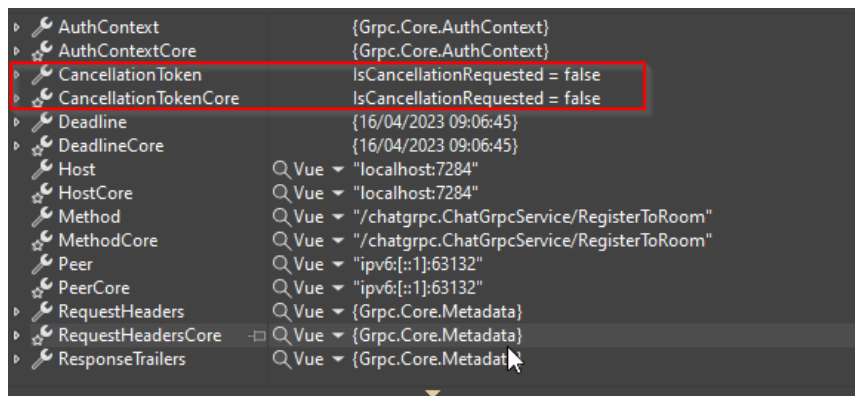 AuthContext {Grpc.Core.AuthContext}
AuthContextCore {Grpc.Core.AuthContext}
CancellationToken IsCancellationRequested = false
CancellationTokenCore IsCancellationRequested = false
Deadline {16/04/2023 09:06:45}
DeadlineCore {16/04/2023 09:06:45}
Host Vue "localhost:7284"
HostCore Vue "localhost:7284"
Method Vue "/chatgrpc.ChatGrpcService/RegisterToRoom"
MethodCore Vue "/chatgrpc.ChatGrpcService/RegisterToRoom"
Peer Vue "ipv6:[::1]:63132"
PeerCore Vue "ipv6:[::1]:63132"
RequestHeaders Vue {Grpc.Core.Metadata}
RequestHeadersCore Vue {Grpc.Core.Metadata}
ResponseTrailers Vue {Grpc.Core.Metadata}